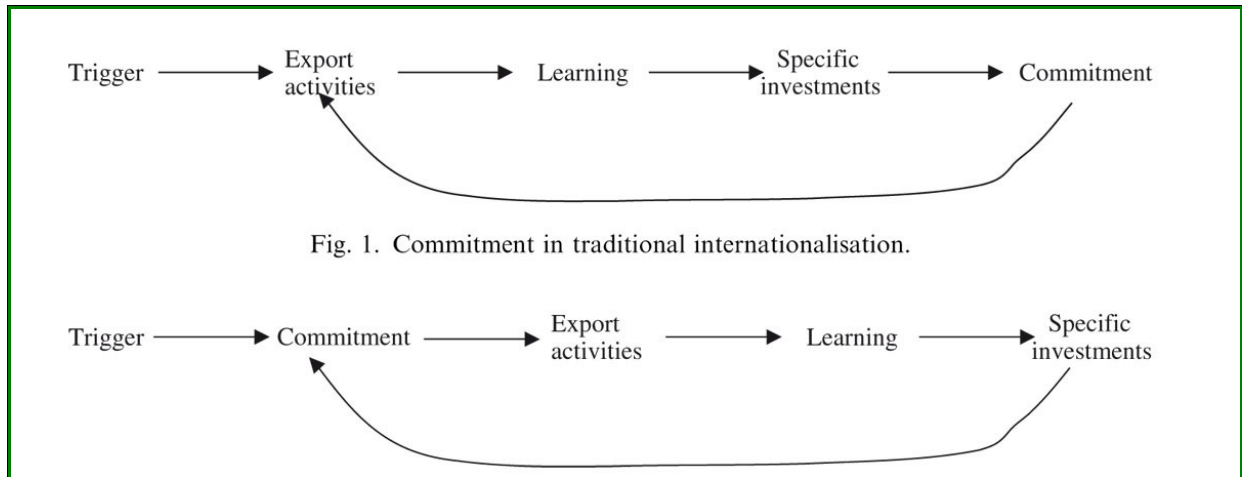 Trigger
Export
activities
Learning
Specific
investments
Commitment
Fig. 1. Commitment in traditional internationalisation.
Trigger
Commitment
Export
activities
Learning
Specific
investments